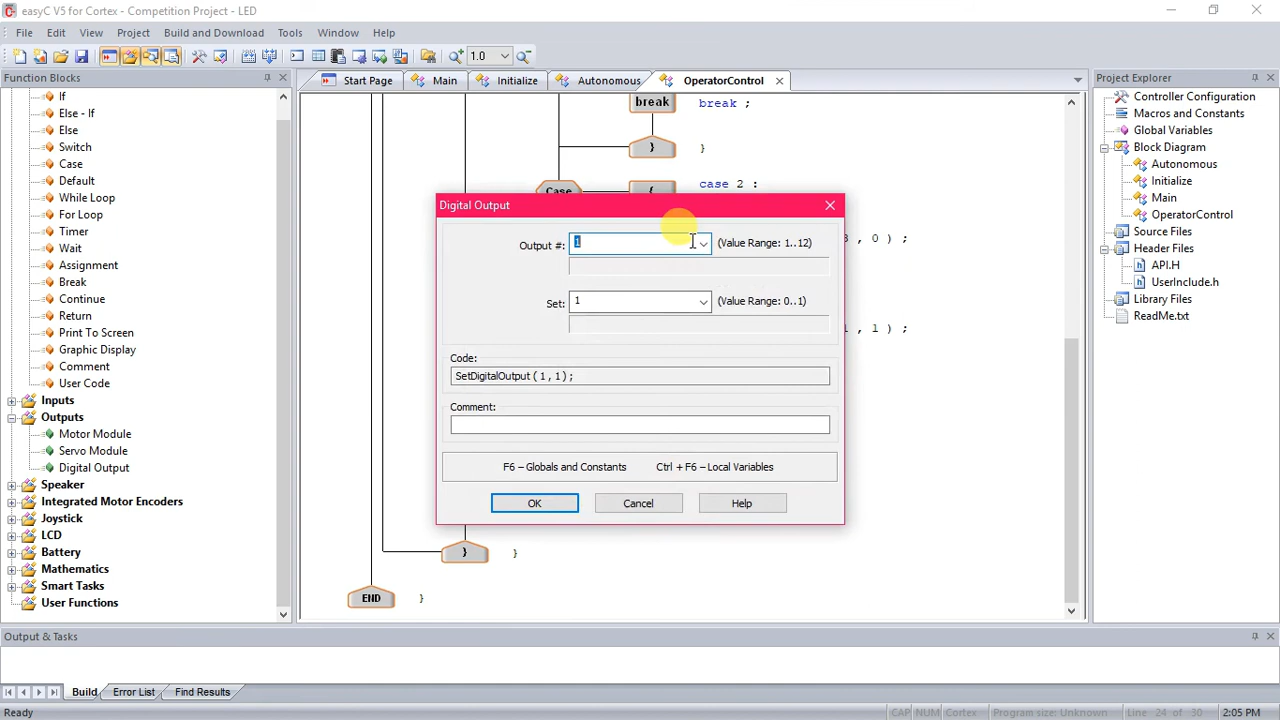 easyC V5 for Cortex - Competition Project - LED
File Edit View Project Build and Download Tools Window Help
1.0
Function Blocks
Start Page Main Initialize Autonomous OperatorControl
Project Explorer
If
Else - If
Else
Switch
Case
Default
While Loop
For Loop
Timer
Wait
Assignment
Break
Continue
Return
Print To Screen
Graphic Display
Comment
User Code
Inputs
Outputs
Motor Module
Servo Module
Digital Output
Speaker
Integrated Motor Encoders
Joystick
LCD
Battery
Mathematics
Smart Tasks
User Functions
break break ;
} }
Case { case 2 :
, 0 ) ;
1 , 1 ) ;
} }
END }
Digital Output
Output #: 1 (Value Range: 1..12)
Set: 1 (Value Range: 0..1)
Code:
SetDigitalOutput ( 1 , 1 ) ;
Comment:
F6 – Globals and Constants Ctrl + F6 – Local Variables
OK Cancel Help
Controller Configuration
Macros and Constants
Global Variables
Block Diagram
Autonomous
Initialize
Main
OperatorControl
Source Files
Header Files
API.H
UserInclude.h
Library Files
ReadMe.txt
Output & Tasks
Build Error List Find Results
Ready CAP NUM Cortex Program size: Unknown Line 24 of 30 2:05 PM